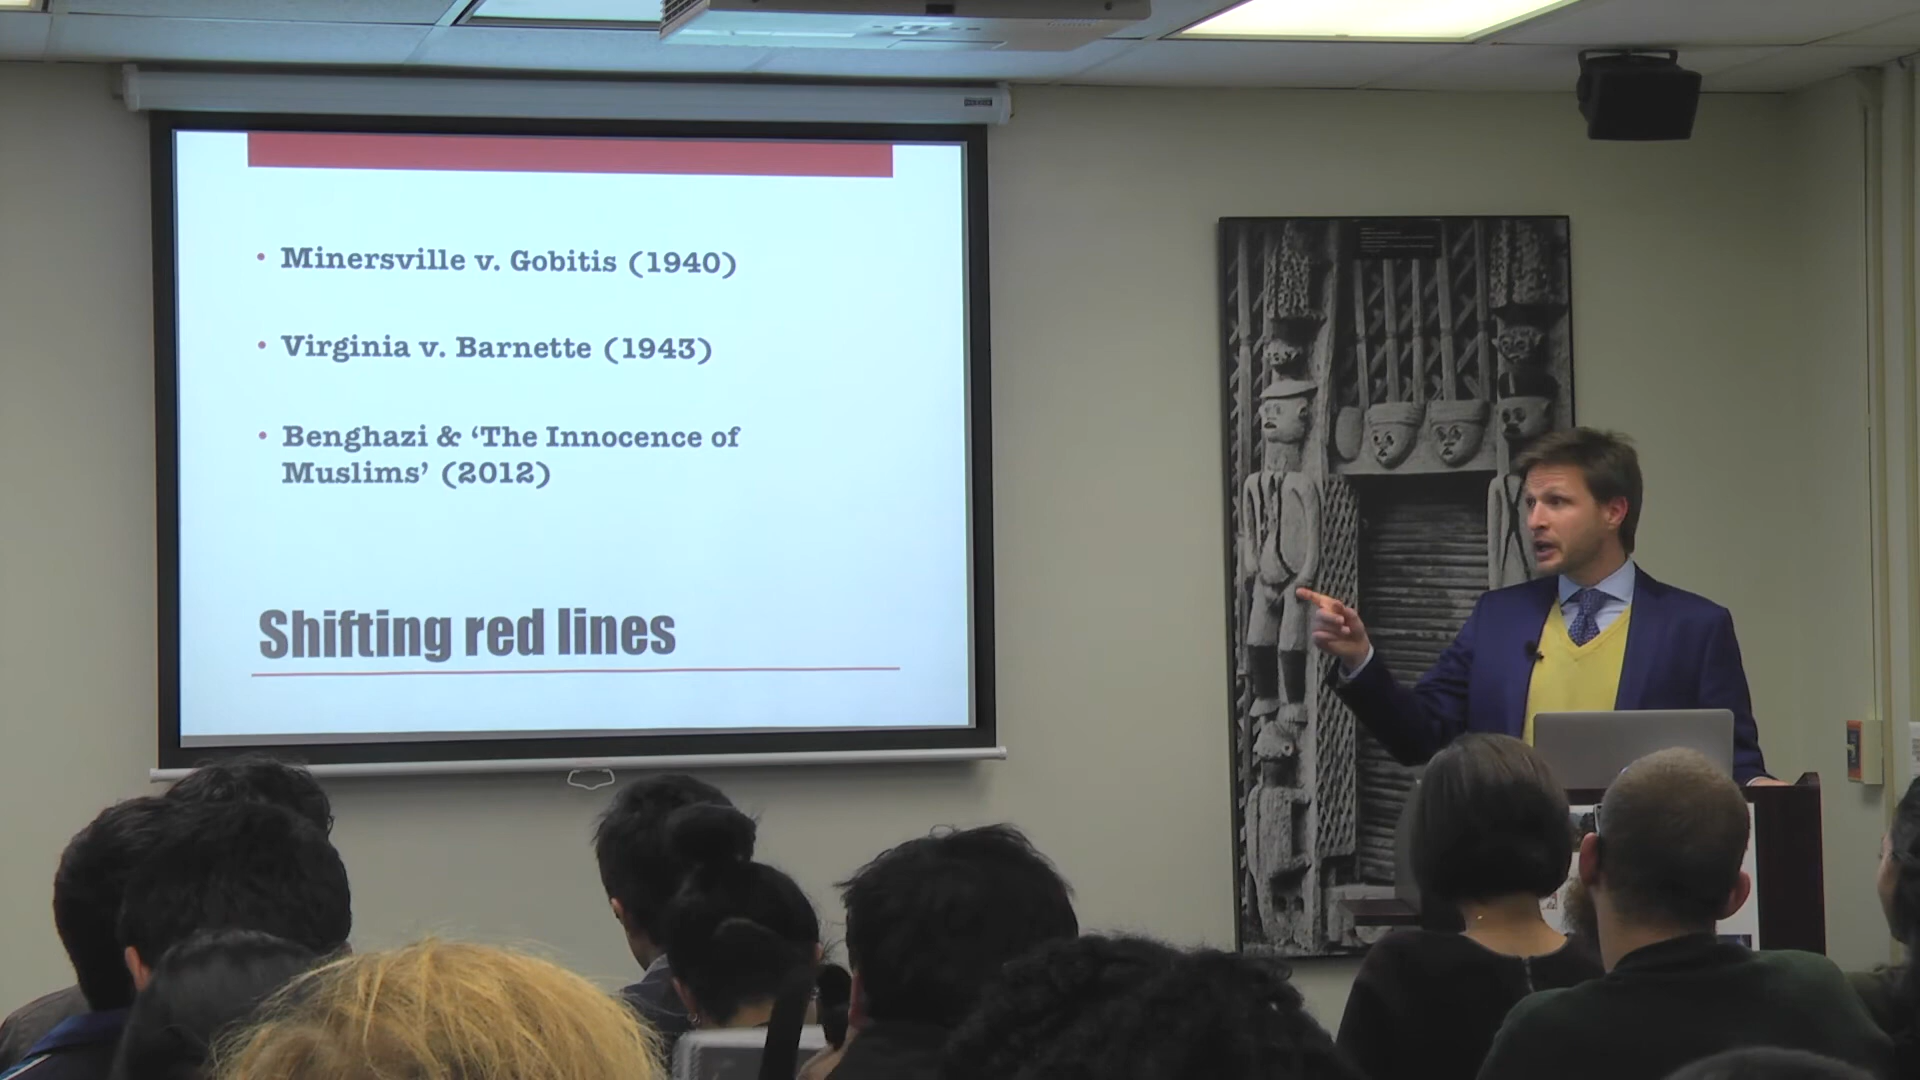 • Minersville v. Gobitis (1940)
• Virginia v. Barnette (1943)
• Benghazi & ‘The Innocence of
Muslims’ (2012)
Shifting red lines